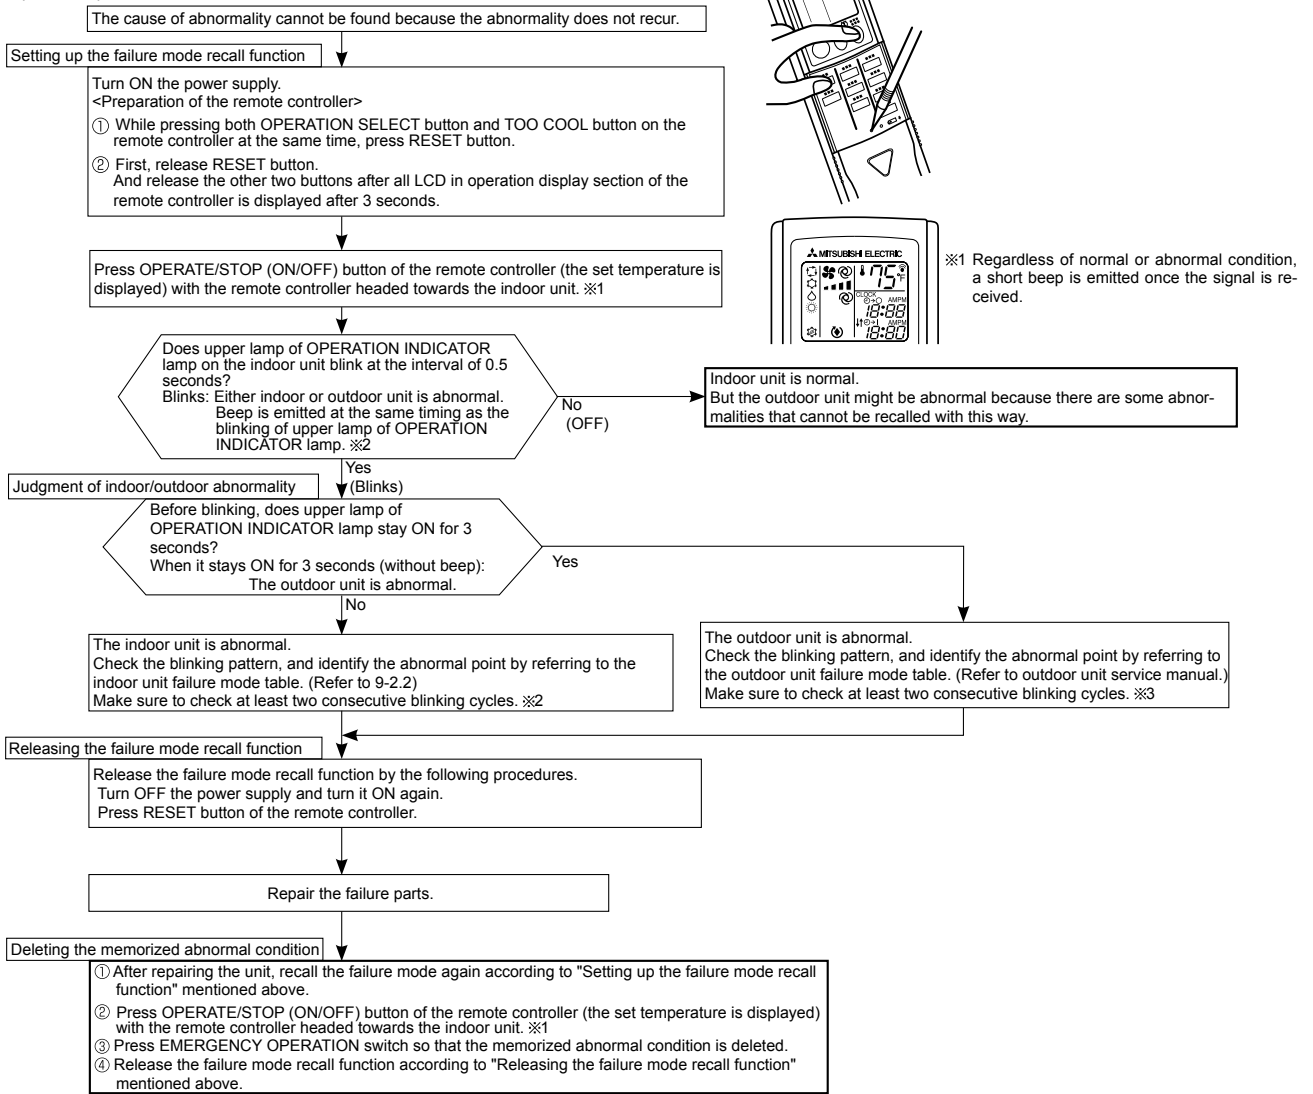 The cause of abnormality cannot be found because the abnormality does not recur.
Setting up the failure mode recall function
Turn ON the power supply.
<Preparation of the remote controller>
① While pressing both OPERATION SELECT button and TOO COOL button on the
remote controller at the same time, press RESET button.
② First, release RESET button.
And release the other two buttons after all LCD in operation display section of the
remote controller is displayed after 3 seconds.
Press OPERATE/STOP (ON/OFF) button of the remote controller (the set temperature is
displayed) with the remote controller headed towards the indoor unit. ※1
MITSUBISHI ELECTRIC
75°F
CLOCK
AMPM
18:88
AMPM
18:80
※1 Regardless of normal or abnormal condition,
a short beep is emitted once the signal is re-
ceived.
Does upper lamp of OPERATION INDICATOR
lamp on the indoor unit blink at the interval of 0.5
seconds?
Blinks: Either indoor or outdoor unit is abnormal.
Beep is emitted at the same timing as the
blinking of upper lamp of OPERATION
INDICATOR lamp. ※2
No
(OFF)
Indoor unit is normal.
But the outdoor unit might be abnormal because there are some abnor-
malities that cannot be recalled with this way.
Yes
(Blinks)
Judgment of indoor/outdoor abnormality
Before blinking, does upper lamp of
OPERATION INDICATOR lamp stay ON for 3
seconds?
When it stays ON for 3 seconds (without beep):
The outdoor unit is abnormal.
Yes
No
The indoor unit is abnormal.
Check the blinking pattern, and identify the abnormal point by referring to the
indoor unit failure mode table. (Refer to 9-2.2)
Make sure to check at least two consecutive blinking cycles. ※2
The outdoor unit is abnormal.
Check the blinking pattern, and identify the abnormal point by referring to
the outdoor unit failure mode table. (Refer to outdoor unit service manual.)
Make sure to check at least two consecutive blinking cycles. ※3
Releasing the failure mode recall function
Release the failure mode recall function by the following procedures.
Turn OFF the power supply and turn it ON again.
Press RESET button of the remote controller.
Repair the failure parts.
Deleting the memorized abnormal condition
① After repairing the unit, recall the failure mode again according to "Setting up the failure mode recall
function" mentioned above.
② Press OPERATE/STOP (ON/OFF) button of the remote controller (the set temperature is displayed)
with the remote controller headed towards the indoor unit. ※1
③ Press EMERGENCY OPERATION switch so that the memorized abnormal condition is deleted.
④ Release the failure mode recall function according to "Releasing the failure mode recall function"
mentioned above.